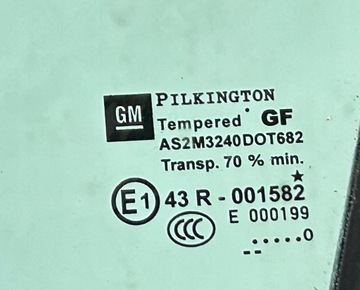 GM
PILKINGTON
Tempered GF
AS2M3240DOT682
Transp. 70 % min.
E1 43 R - 001582
CCC E 000199
.....0